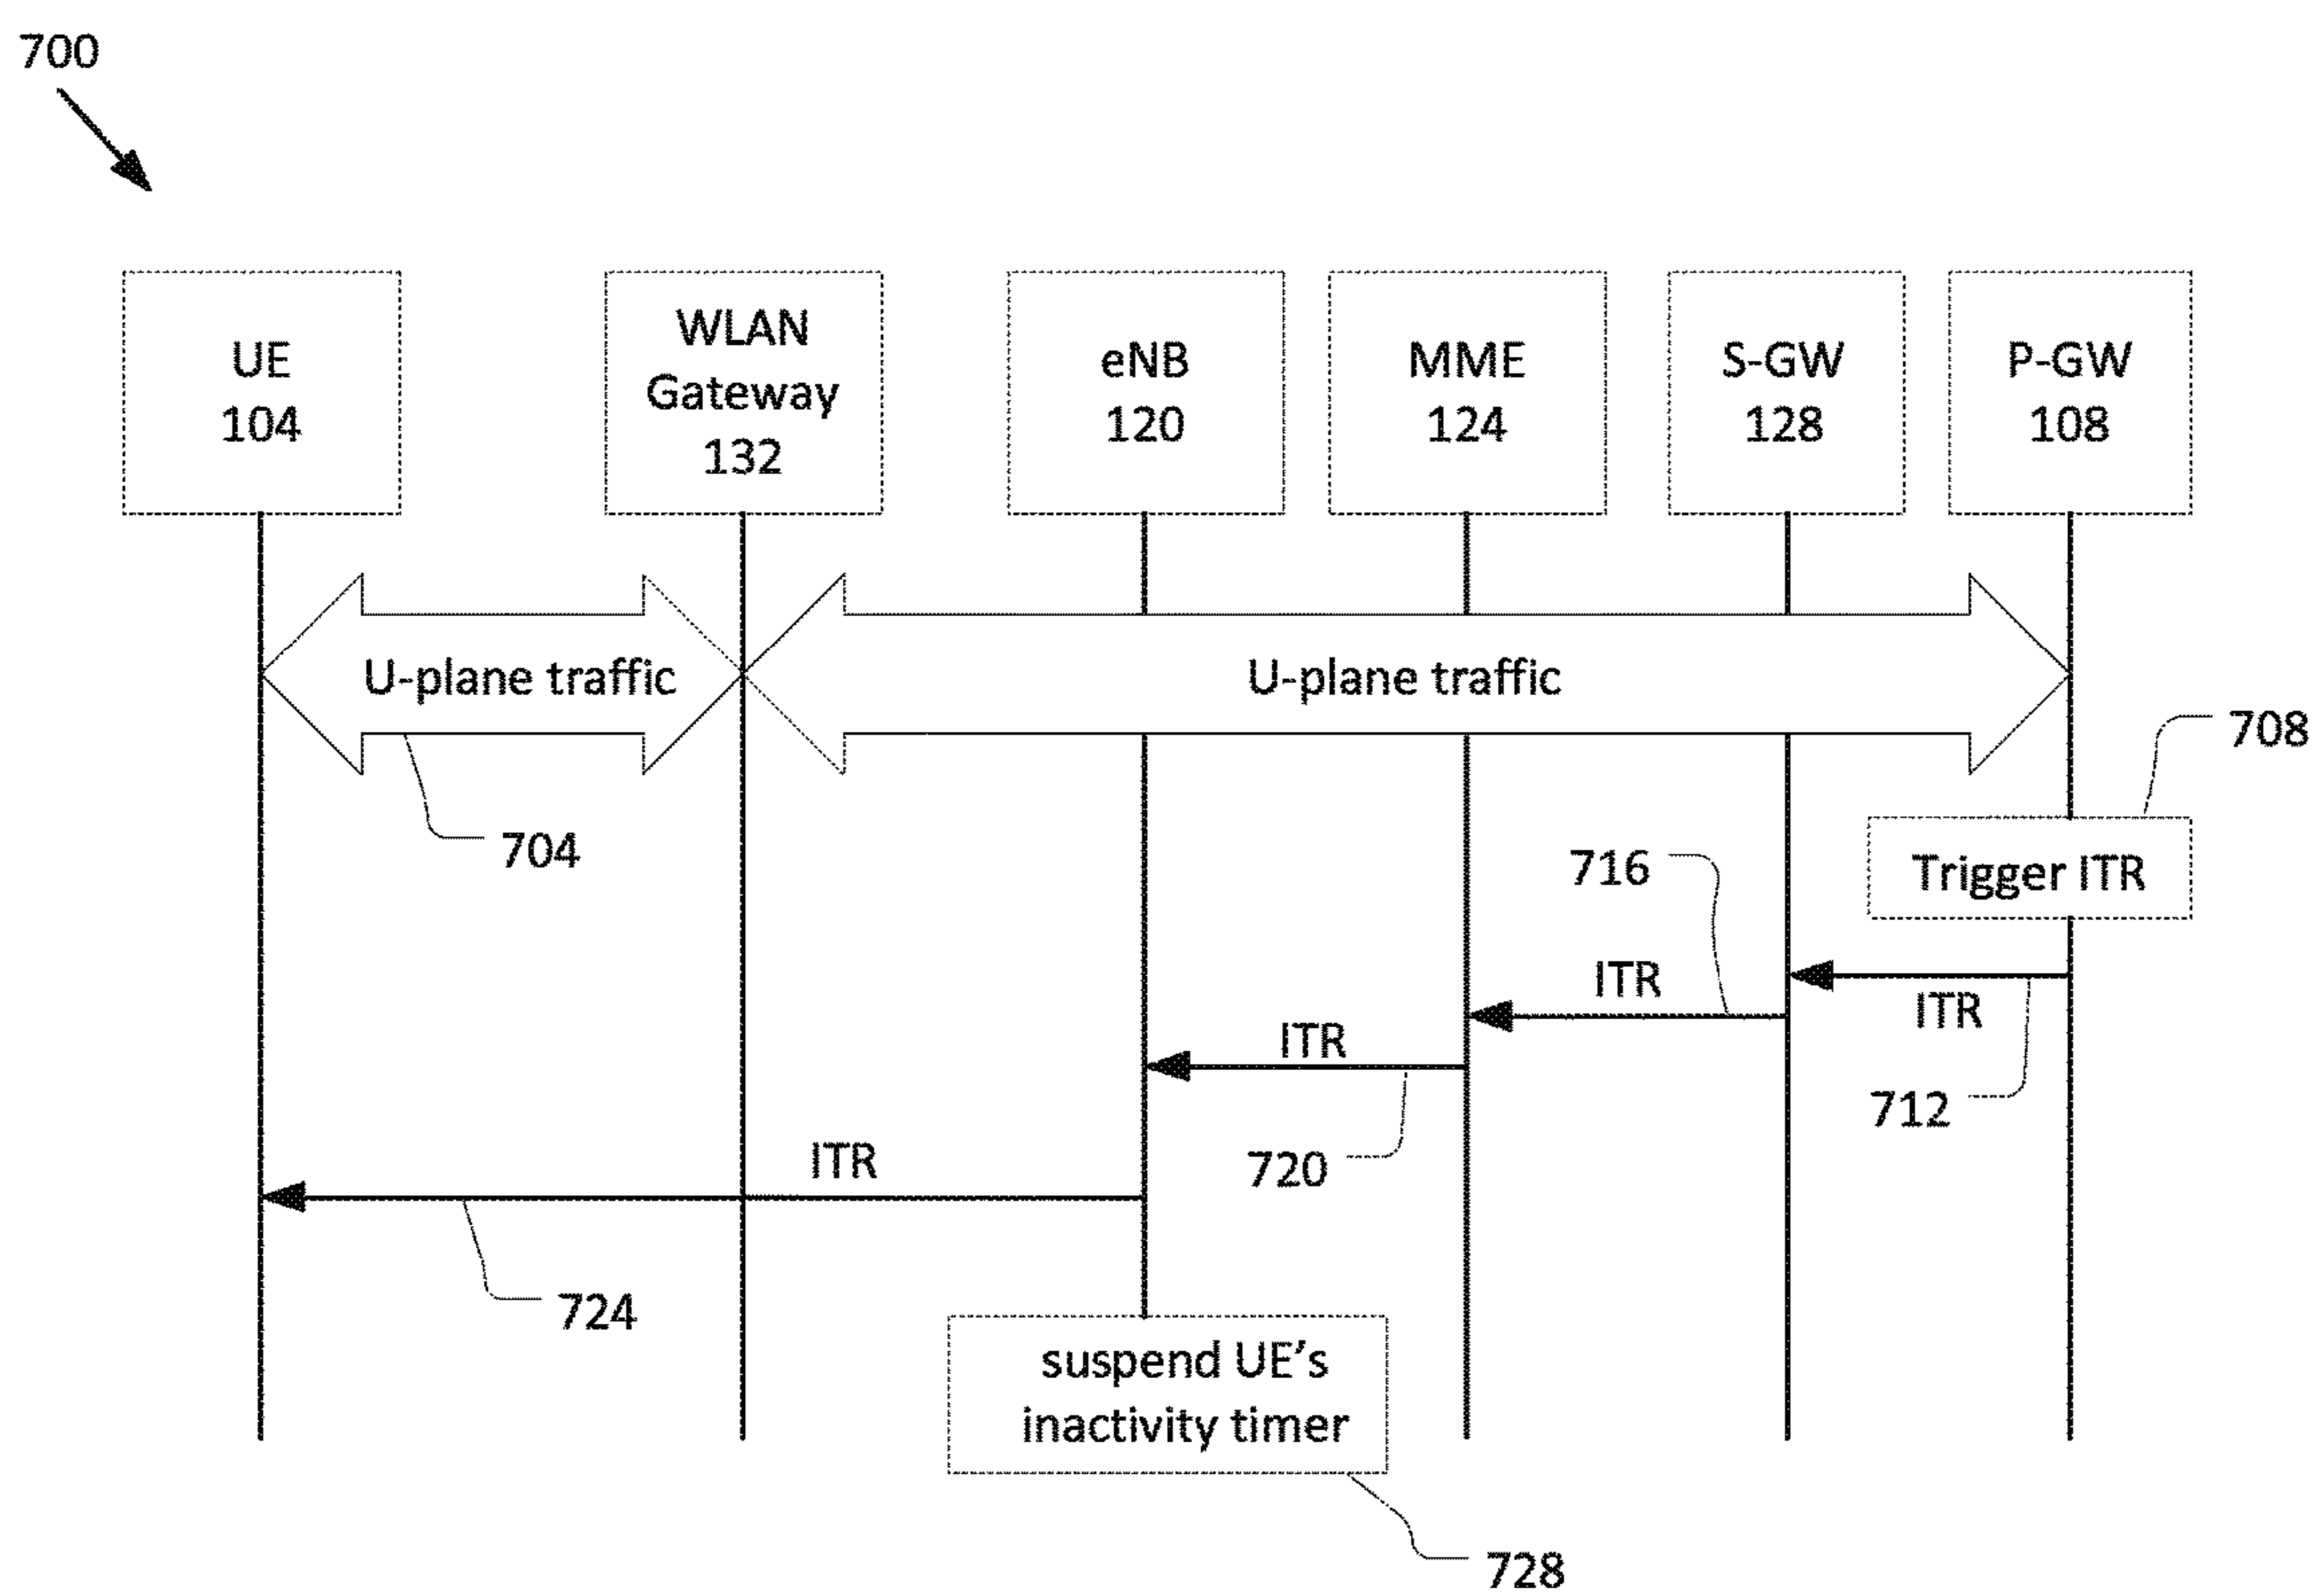 700
UE
104
WLAN
Gateway
132
eNB
120
MME
124
S-GW
128
P-GW
108
U-plane traffic
U-plane traffic
708
704
Trigger ITR
716
ITR
ITR
ITR
712
720
ITR
724
suspend UE's
inactivity timer
728